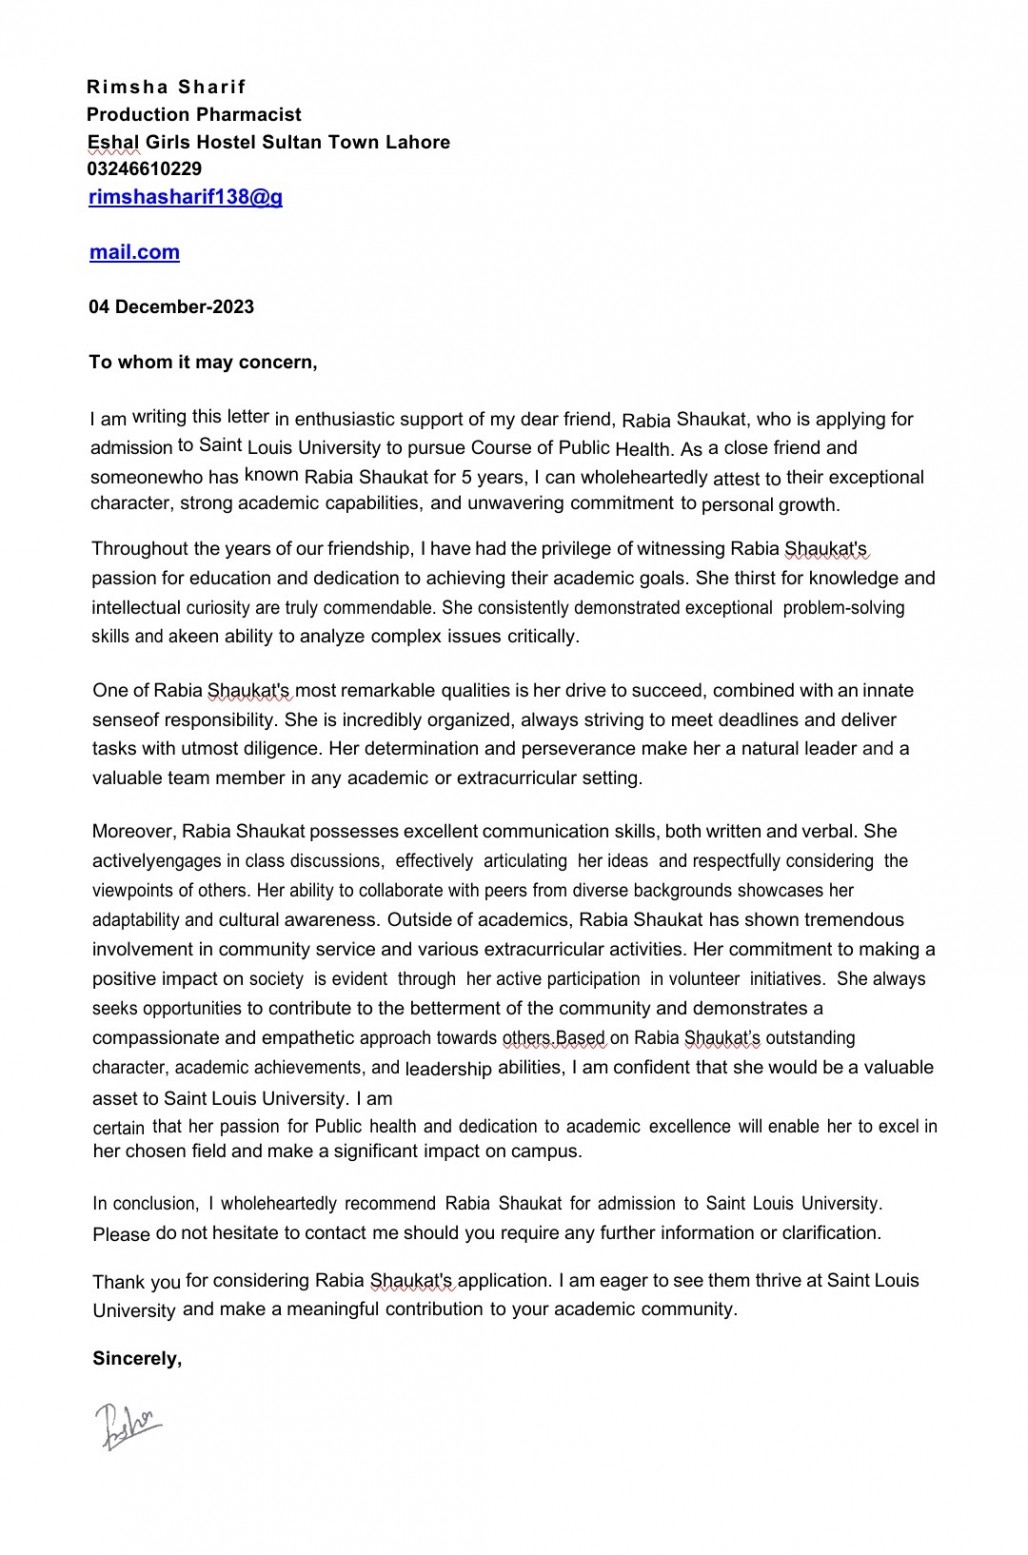 Rimsha Sharif
Production Pharmacist
Eshal Girls Hostel Sultan Town Lahore
03246610229
rimshasharif138@g
mail.com
04 December-2023
To whom it may concern,
I am writing this letter in enthusiastic support of my dear friend, Rabia Shaukat, who is applying for
admission to Saint Louis University to pursue Course of Public Health. As a close friend and
someonewho has known Rabia Shaukat for 5 years, I can wholeheartedly attest to their exceptional
character, strong academic capabilities, and unwavering commitment to personal growth.
Throughout the years of our friendship, I have had the privilege of witnessing Rabia Shaukat's
passion for education and dedication to achieving their academic goals. She thirst for knowledge and
intellectual curiosity are truly commendable. She consistently demonstrated exceptional problem-solving
skills and akeen ability to analyze complex issues critically.
One of Rabia Shaukat's most remarkable qualities is her drive to succeed, combined with an innate
senseof responsibility. She is incredibly organized, always striving to meet deadlines and deliver
tasks with utmost diligence. Her determination and perseverance make her a natural leader and a
valuable team member in any academic or extracurricular setting.
Moreover, Rabia Shaukat possesses excellent communication skills, both written and verbal. She
activelyengages in class discussions, effectively articulating her ideas and respectfully considering the
viewpoints of others. Her ability to collaborate with peers from diverse backgrounds showcases her
adaptability and cultural awareness. Outside of academics, Rabia Shaukat has shown tremendous
involvement in community service and various extracurricular activities. Her commitment to making a
positive impact on society is evident through her active participation in volunteer initiatives. She always
seeks opportunities to contribute to the betterment of the community and demonstrates a
compassionate and empathetic approach towards others.Based on Rabia Shaukat’s outstanding
character, academic achievements, and leadership abilities, I am confident that she would be a valuable
asset to Saint Louis University. I am
certain that her passion for Public health and dedication to academic excellence will enable her to excel in
her chosen field and make a significant impact on campus.
In conclusion, I wholeheartedly recommend Rabia Shaukat for admission to Saint Louis University.
Please do not hesitate to contact me should you require any further information or clarification.
Thank you for considering Rabia Shaukat's application. I am eager to see them thrive at Saint Louis
University and make a meaningful contribution to your academic community.
Sincerely,